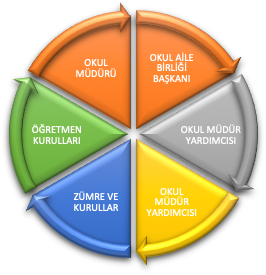 OKUL
MÜDÜRÜ
OKUL AİLE
BİRLİĞİ
BAŞKANI
ÖĞRETMEN
KURULLARI
OKUL MÜDÜR
YARDIMCISI
ZÜMRE VE
KURULLAR
OKUL
MÜDÜR
YARDIMCISI